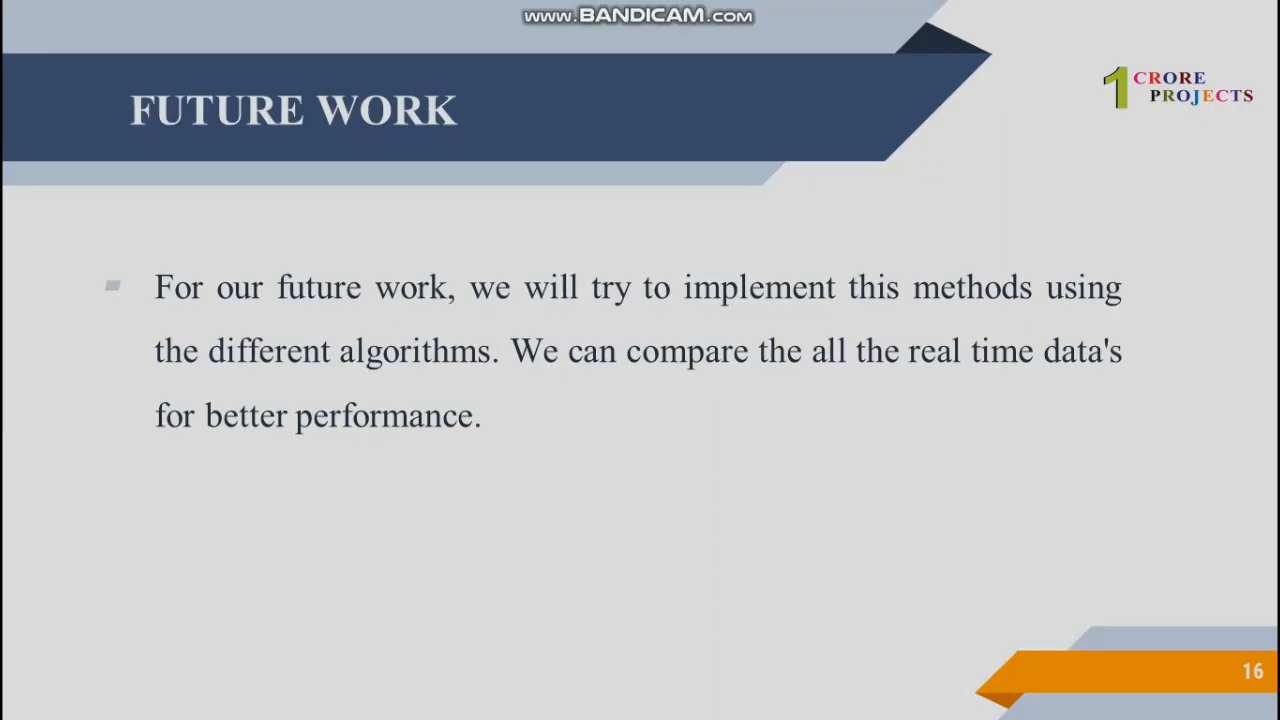 www.BANDICAM.com
FUTURE WORK
1 CRORE
PROJECTS
For our future work, we will try to implement this methods using
the different algorithms. We can compare the all the real time data's
for better performance.
16